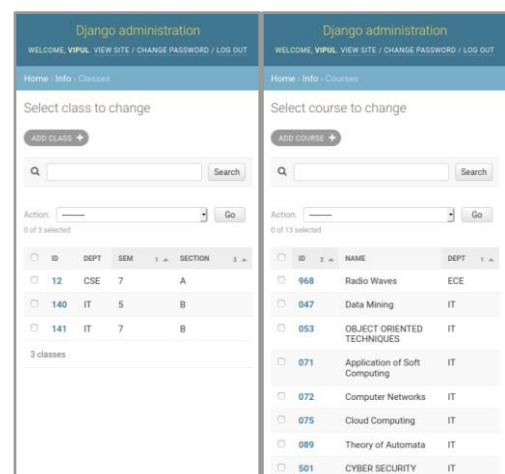 Django administration
WELCOME, VIPUL. VIEW SITE / CHANGE PASSWORD / LOG OUT
Home › Info › Classes
Select class to change
ADD CLASS +
Search
Action: --------- Go
0 of 3 selected
ID DEPT SEM 1 SECTION 2
12 CSE 7 A
140 IT 5 B
141 IT 7 B
3 classes
Django administration
WELCOME, VIPUL. VIEW SITE / CHANGE PASSWORD / LOG OUT
Home › Info › Courses
Select course to change
ADD COURSE +
Search
Action: --------- Go
0 of 13 selected
ID 2 NAME DEPT 1
968 Radio Waves ECE
047 Data Mining IT
053 OBJECT ORIENTED IT
TECHNIQUES
071 Application of Soft IT
Computing
072 Computer Networks IT
075 Cloud Computing IT
089 Theory of Automata IT
501 CYBER SECURITY IT